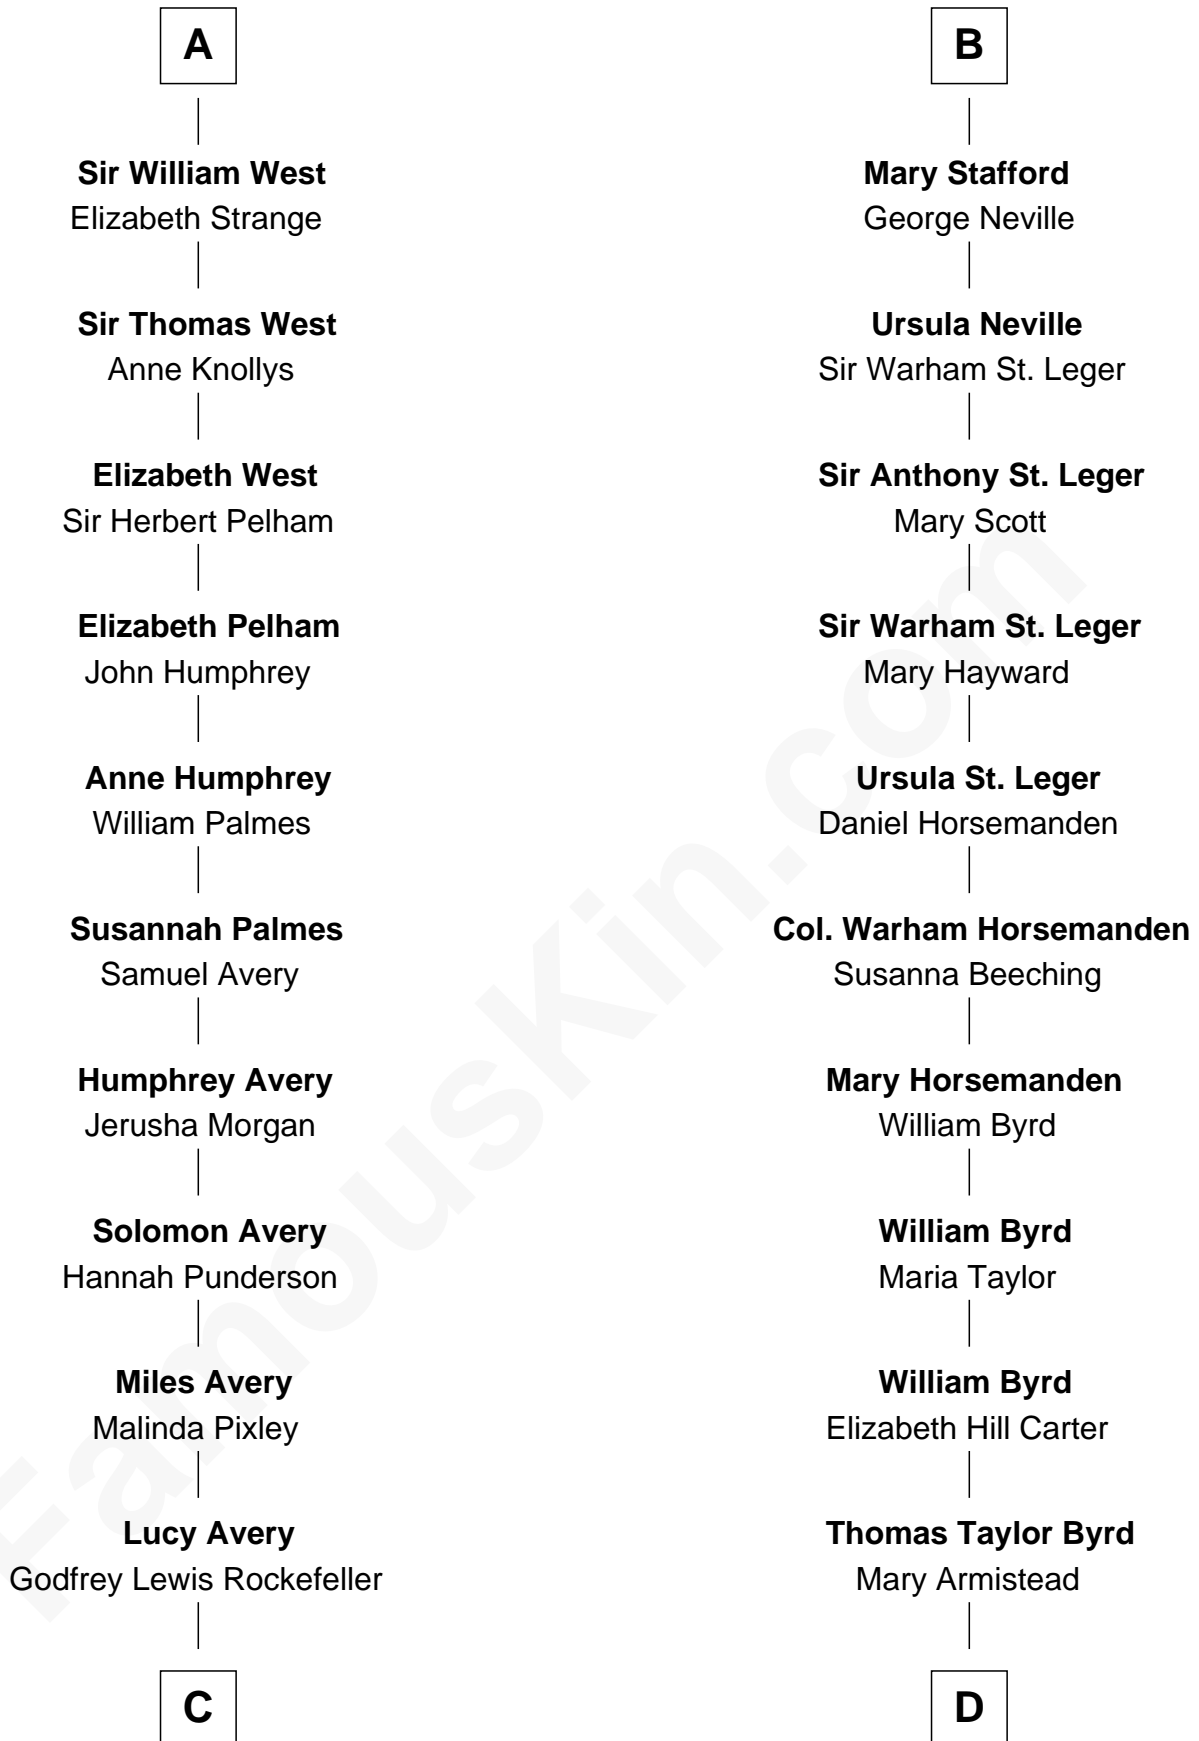 A
Sir William West
Elizabeth Strange
Sir Thomas West
Anne Knollys
Elizabeth West
Sir Herbert Pelham
Elizabeth Pelham
John Humphrey
Anne Humphrey
William Palmes
Susannah Palmes
Samuel Avery
Humphrey Avery
Jerusha Morgan
Solomon Avery
Hannah Punderson
Miles Avery
Malinda Pixley
Lucy Avery
Godfrey Lewis Rockefeller
C
B
Mary Stafford
George Neville
Ursula Neville
Sir Warham St. Leger
Sir Anthony St. Leger
Mary Scott
Sir Warham St. Leger
Mary Hayward
Ursula St. Leger
Daniel Horsemanden
Col. Warham Horsemanden
Susanna Beeching
Mary Horsemanden
William Byrd
William Byrd
Maria Taylor
William Byrd
Elizabeth Hill Carter
Thomas Taylor Byrd
Mary Armistead
D
FamousKin.com